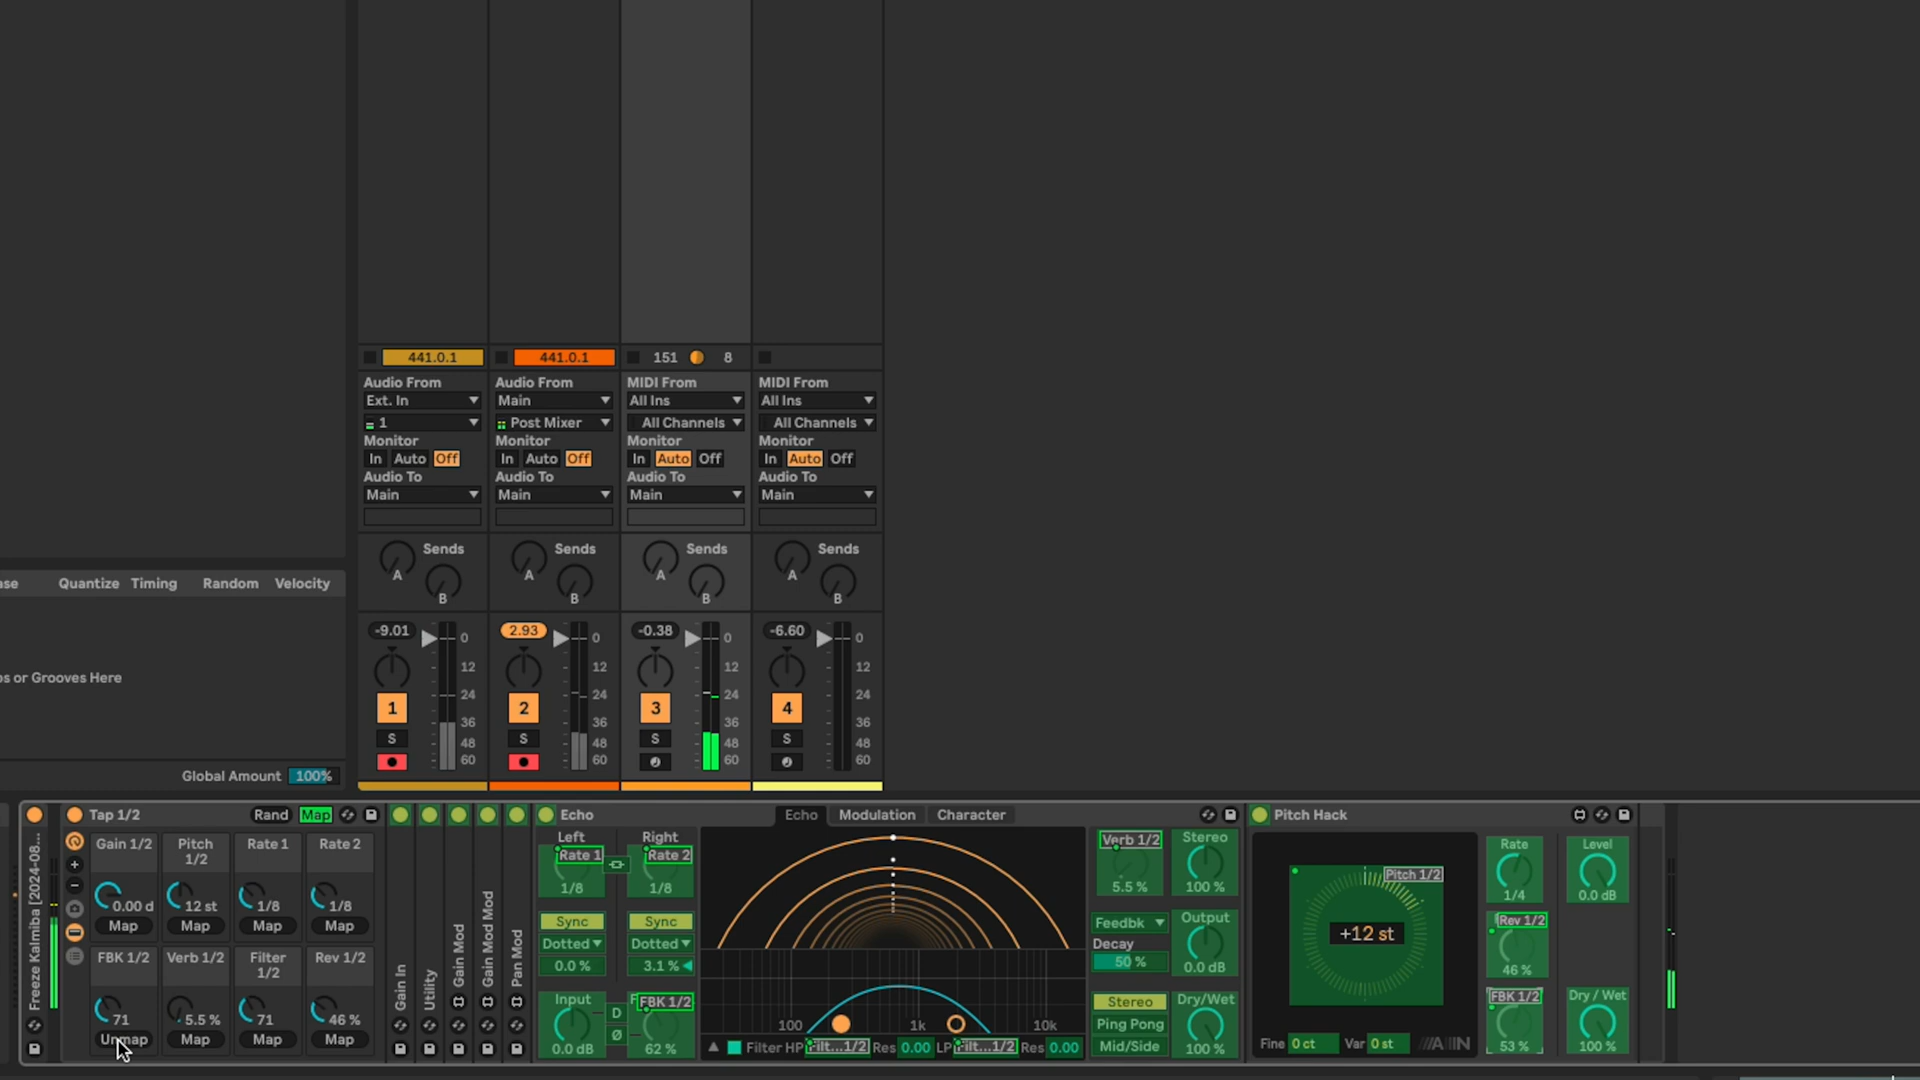 441.0.1 441.0.1 151 8
Audio From Audio From MIDI From MIDI From
Ext. In Main All Ins All Ins
1 Post Mixer All Channels All Channels
Monitor Monitor Monitor Monitor
In Auto Off In Auto Off In Auto Off In Auto Off
Audio To Audio To Audio To Audio To
Main Main Main Main
Sends Sends Sends Sends
A A A A
B B B B
ase Quantize Timing Random Velocity
-9.01 0 2.93 0 -0.38 0 -6.60 0
12 12 12 12
os or Grooves Here
24 24 24 24
1 2 3 4
36 36 36 36
S S S S
48 48 48 48
60 60 60 60
Global Amount 100%
Freeze Kalmiba [2024-08...
Tap 1/2 Rand Map
Gain 1/2 Pitch 1/2 Rate 1 Rate 2
0.00 d 12 st 1/8 1/8
Map Map Map Map
FBK 1/2 Verb 1/2 Filter 1/2 Rev 1/2
71 5.5 % 71 46 %
Unmap Map Map Map
Gain In
Utility
Gain Mod
Gain Mod Mod
Pan Mod
Echo Echo Modulation Character
Left Right
Rate 1 Rate 2
1/8 1/8
Sync Sync
Dotted Dotted
0.0 % 3.1 %
Input D FBK 1/2
Ø
0.0 dB 62 %
100 1k 10k
Filter HP Filt...1/2 Res 0.00 LP Filt...1/2 Res 0.00
Verb 1/2 Stereo
5.5 % 100 %
Feedbk Output
Decay
50 % 0.0 dB
Stereo Dry/Wet
Ping Pong
Mid/Side 100 %
Pitch Hack
Pitch 1/2
+12 st
Fine 0 ct Var 0 st
Rate Level
1/4 0.0 dB
Rev 1/2
46 %
FBK 1/2 Dry / Wet
53 % 100 %